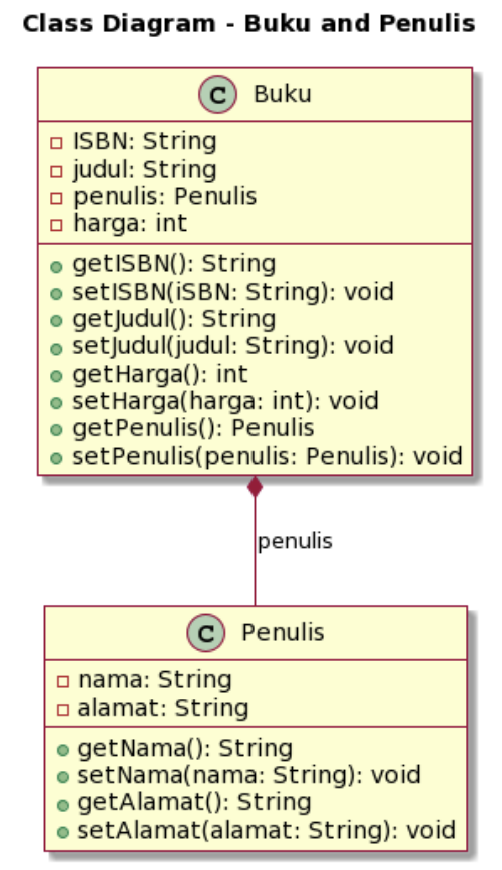 Class Diagram - Buku and Penulis
C Buku
ISBN: String
judul: String
penulis: Penulis
harga: int
getISBN(): String
setISBN(iSBN: String): void
getJudul(): String
setJudul(judul: String): void
getHarga(): int
setHarga(harga: int): void
getPenulis(): Penulis
setPenulis(penulis: Penulis): void
penulis
C Penulis
nama: String
alamat: String
getNama(): String
setNama(nama: String): void
getAlamat(): String
setAlamat(alamat: String): void